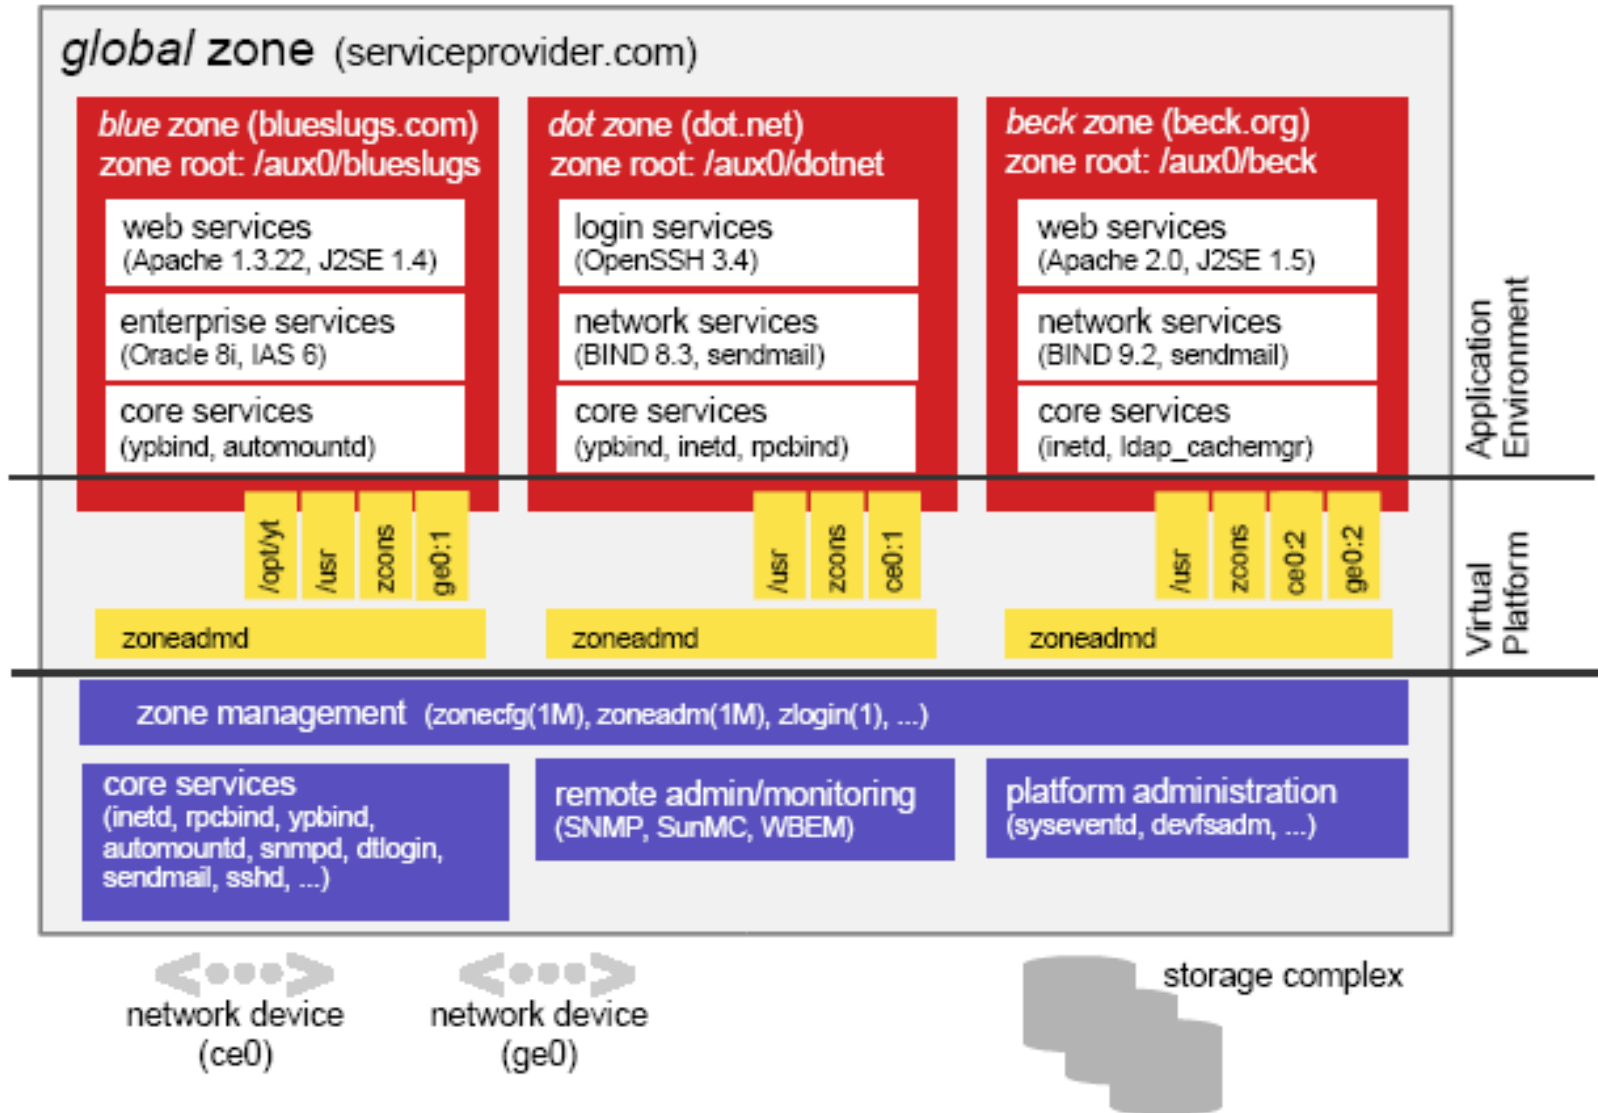 global zone (serviceprovider.com)
blue zone (blueslugs.com)
zone root: /aux0/blueslugs
web services
(Apache 1.3.22, J2SE 1.4)
enterprise services
(Oracle 8i, IAS 6)
core services
(ypbind, automountd)
dot zone (dot.net)
zone root: /aux0/dotnet
login services
(OpenSSH 3.4)
network services
(BIND 8.3, sendmail)
core services
(ypbind, inetd, rpcbind)
beck zone (beck.org)
zone root: /aux0/beck
web services
(Apache 2.0, J2SE 1.5)
network services
(BIND 9.2, sendmail)
core services
(inetd, ldap_cachemgr)
Application
Environment
/opt/yt
/usr
zcons
ge0:1
zoneadmd
/usr
zcons
ce0:1
zoneadmd
/usr
zcons
ce0:2
ge0:2
zoneadmd
Virtual
Platform
zone management (zonecfg(1M), zoneadm(1M), zlogin(1), ...)
core services
(inetd, rpcbind, ypbind,
automountd, snmpd, dtlogin,
sendmail, sshd, ...)
remote admin/monitoring
(SNMP, SunMC, WBEM)
platform administration
(syseventd, devfsadm, ...)
network device
(ce0)
network device
(ge0)
storage complex